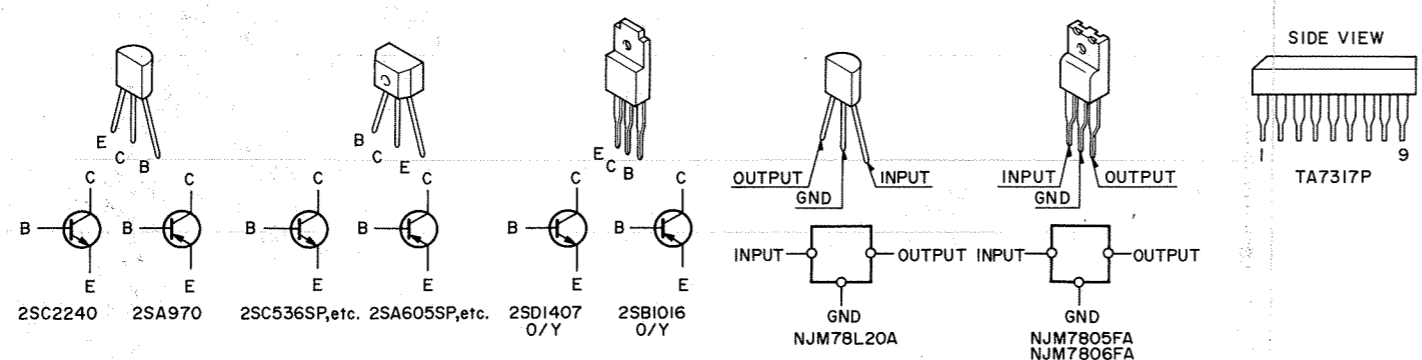 SIDE VIEW
E C B
B C E
E C B
OUTPUT GND INPUT
INPUT GND OUTPUT
1 9
TA7317P
C C C C C C
B B B B B B
E E E E E E
INPUT OUTPUT INPUT OUTPUT
GND GND
2SC2240 2SA970 2SC536SP,etc. 2SA605SP,etc. 2SD1407 2SB1016 NJM78L20A NJM7805FA
O/Y O/Y NJM7806FA